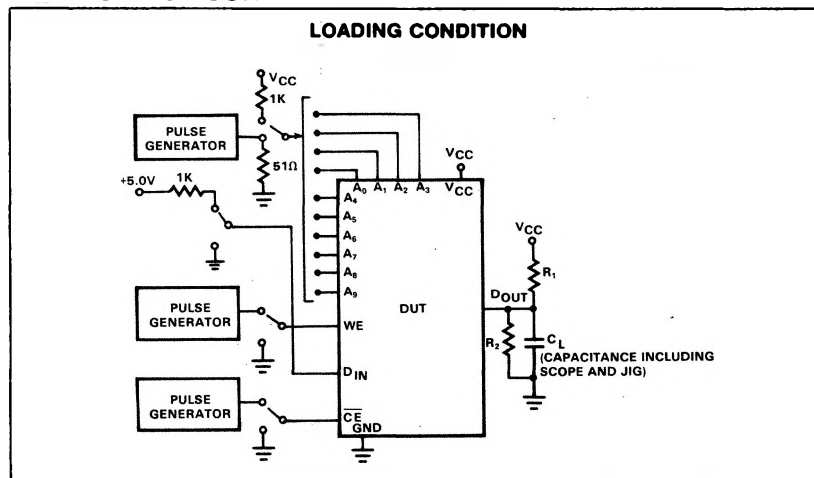 LOADING CONDITION
VCC
1K
PULSE
GENERATOR
51Ω
+5.0V
1K
VCC
A0 A1 A2 A3 VCC
A4
A5
A6
A7
A8
A9
VCC
R1
DOUT
DUT
R2
CL
(CAPACITANCE INCLUDING
SCOPE AND JIG)
PULSE
GENERATOR
WE
DIN
PULSE
GENERATOR
CE
GND